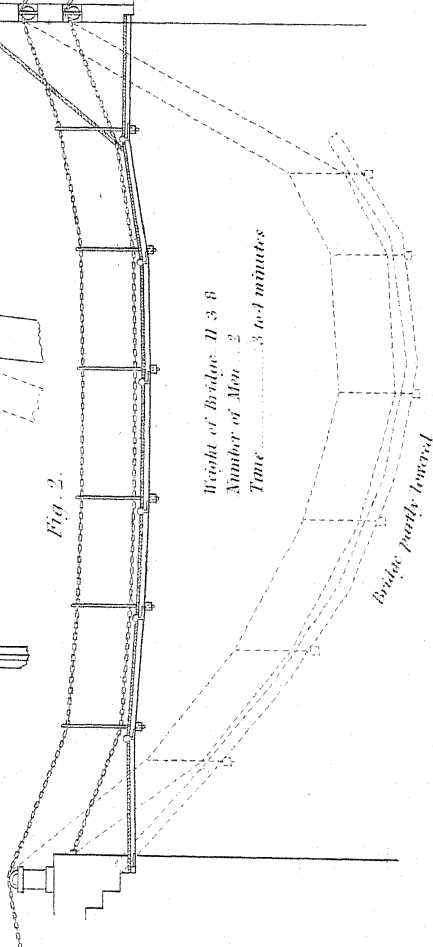 Fig. 2.
Weight of Bridge 11 3 8
Number of Men 2
Time 3 to 4 minutes
Bridge partly lowered